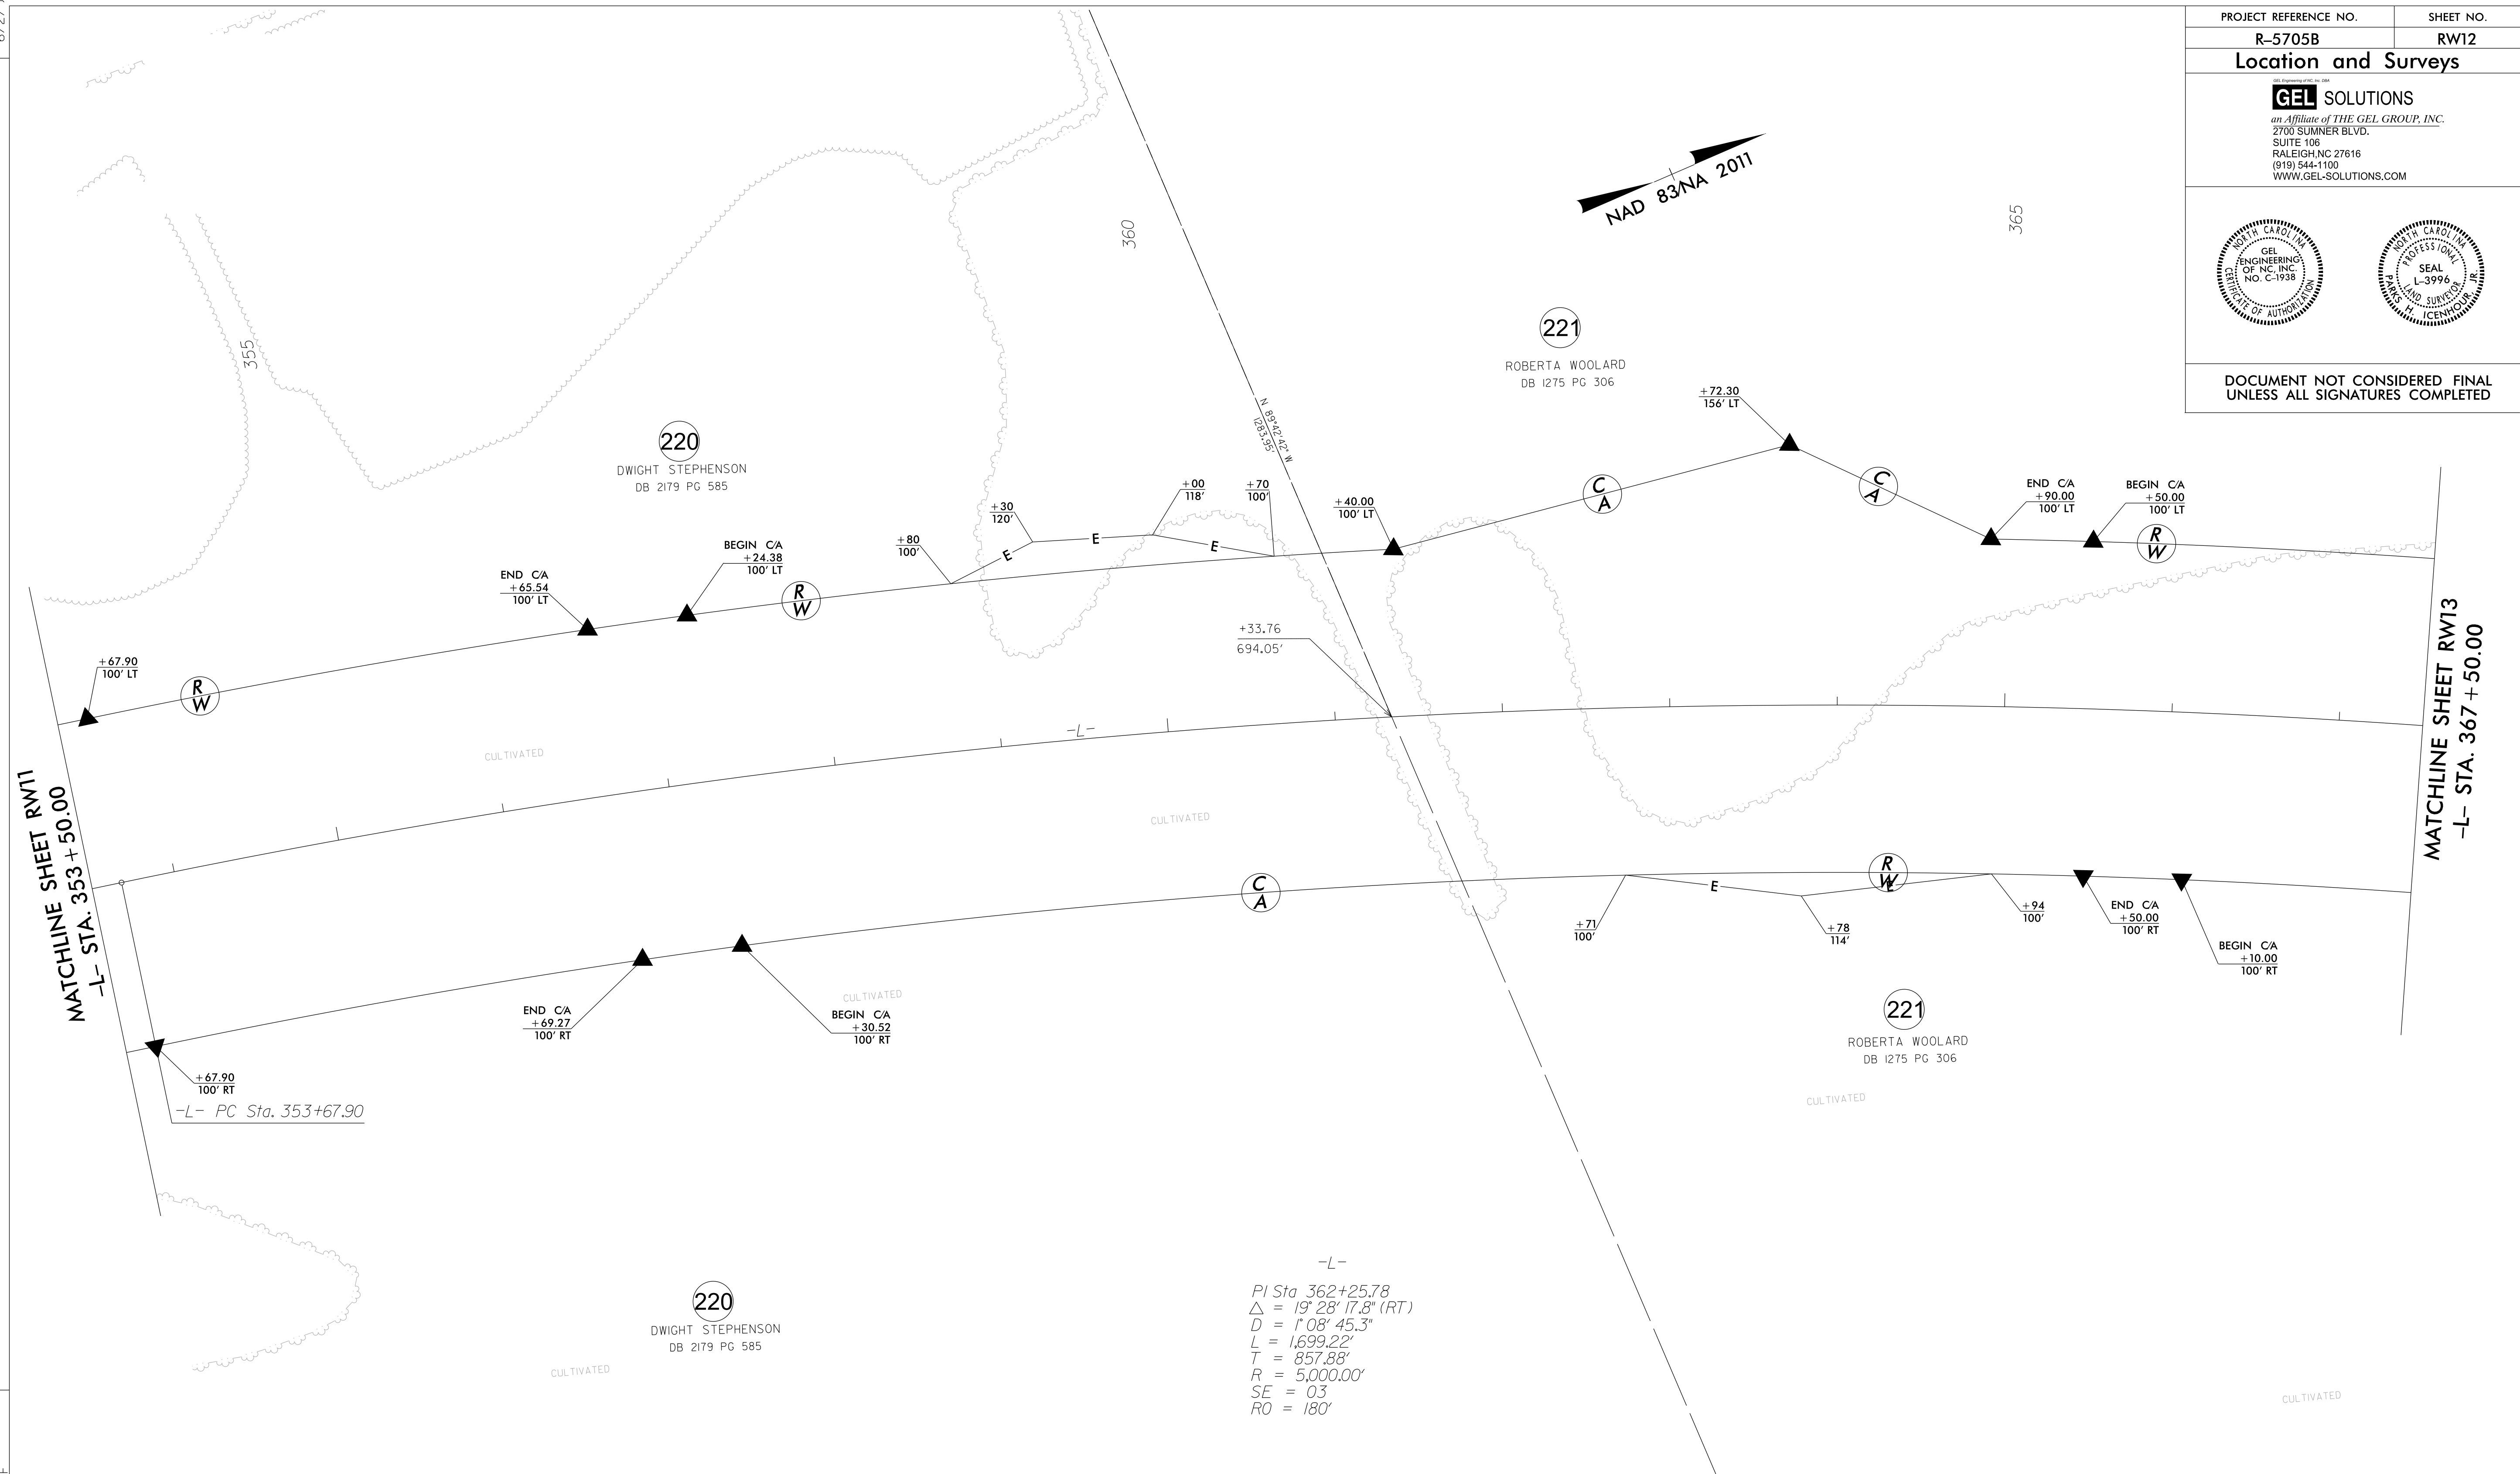 PROJECT REFERENCE NO.
SHEET NO.
R–5705B
RW12
Location and Surveys
GEL Engineering of NC, Inc. DBA
GEL SOLUTIONS
an Affiliate of THE GEL GROUP, INC.
2700 SUMNER BLVD.
SUITE 106
RALEIGH,NC 27616
(919) 544-1100
WWW.GEL-SOLUTIONS.COM
NORTH CAROLINA
GEL
ENGINEERING
OF NC, INC.
NO. C–1938
CERTIFICATE OF AUTHORIZATION
NORTH CAROLINA
PROFESSIONAL
SEAL
L–3996
LAND SURVEYOR
PARKS H. ICENHOUR, JR.
DOCUMENT NOT CONSIDERED FINAL
UNLESS ALL SIGNATURES COMPLETED
NAD 83/NA 2011
355
360
365
220
DWIGHT STEPHENSON
DB 2179 PG 585
221
ROBERTA WOOLARD
DB 1275 PG 306
N 89°42'42" W
1283.95'
+72.30
156' LT
END C/A
+90.00
100' LT
BEGIN C/A
+50.00
100' LT
+30
120'
+00
118'
+70
100'
+40.00
100' LT
+80
100'
BEGIN C/A
+24.38
100' LT
END C/A
+65.54
100' LT
+67.90
100' LT
E
E
E
C
A
C
A
R
W
R
W
R
W
+33.76
694.05'
-L-
CULTIVATED
CULTIVATED
MATCHLINE SHEET RW11
-L- STA. 353+50.00
MATCHLINE SHEET RW13
-L- STA. 367+50.00
C
A
R
W
E
E
+71
100'
+78
114'
+94
100'
END C/A
+50.00
100' RT
BEGIN C/A
+10.00
100' RT
END C/A
+69.27
100' RT
BEGIN C/A
+30.52
100' RT
CULTIVATED
+67.90
100' RT
-L- PC Sta. 353+67.90
221
ROBERTA WOOLARD
DB 1275 PG 306
CULTIVATED
220
DWIGHT STEPHENSON
DB 2179 PG 585
CULTIVATED
-L-
PI Sta 362+25.78
△ = 19° 28' 17.8" (RT)
D = 1° 08' 45.3"
L = 1,699.22'
T = 857.88'
R = 5,000.00'
SE = 03
RO = 180'
CULTIVATED